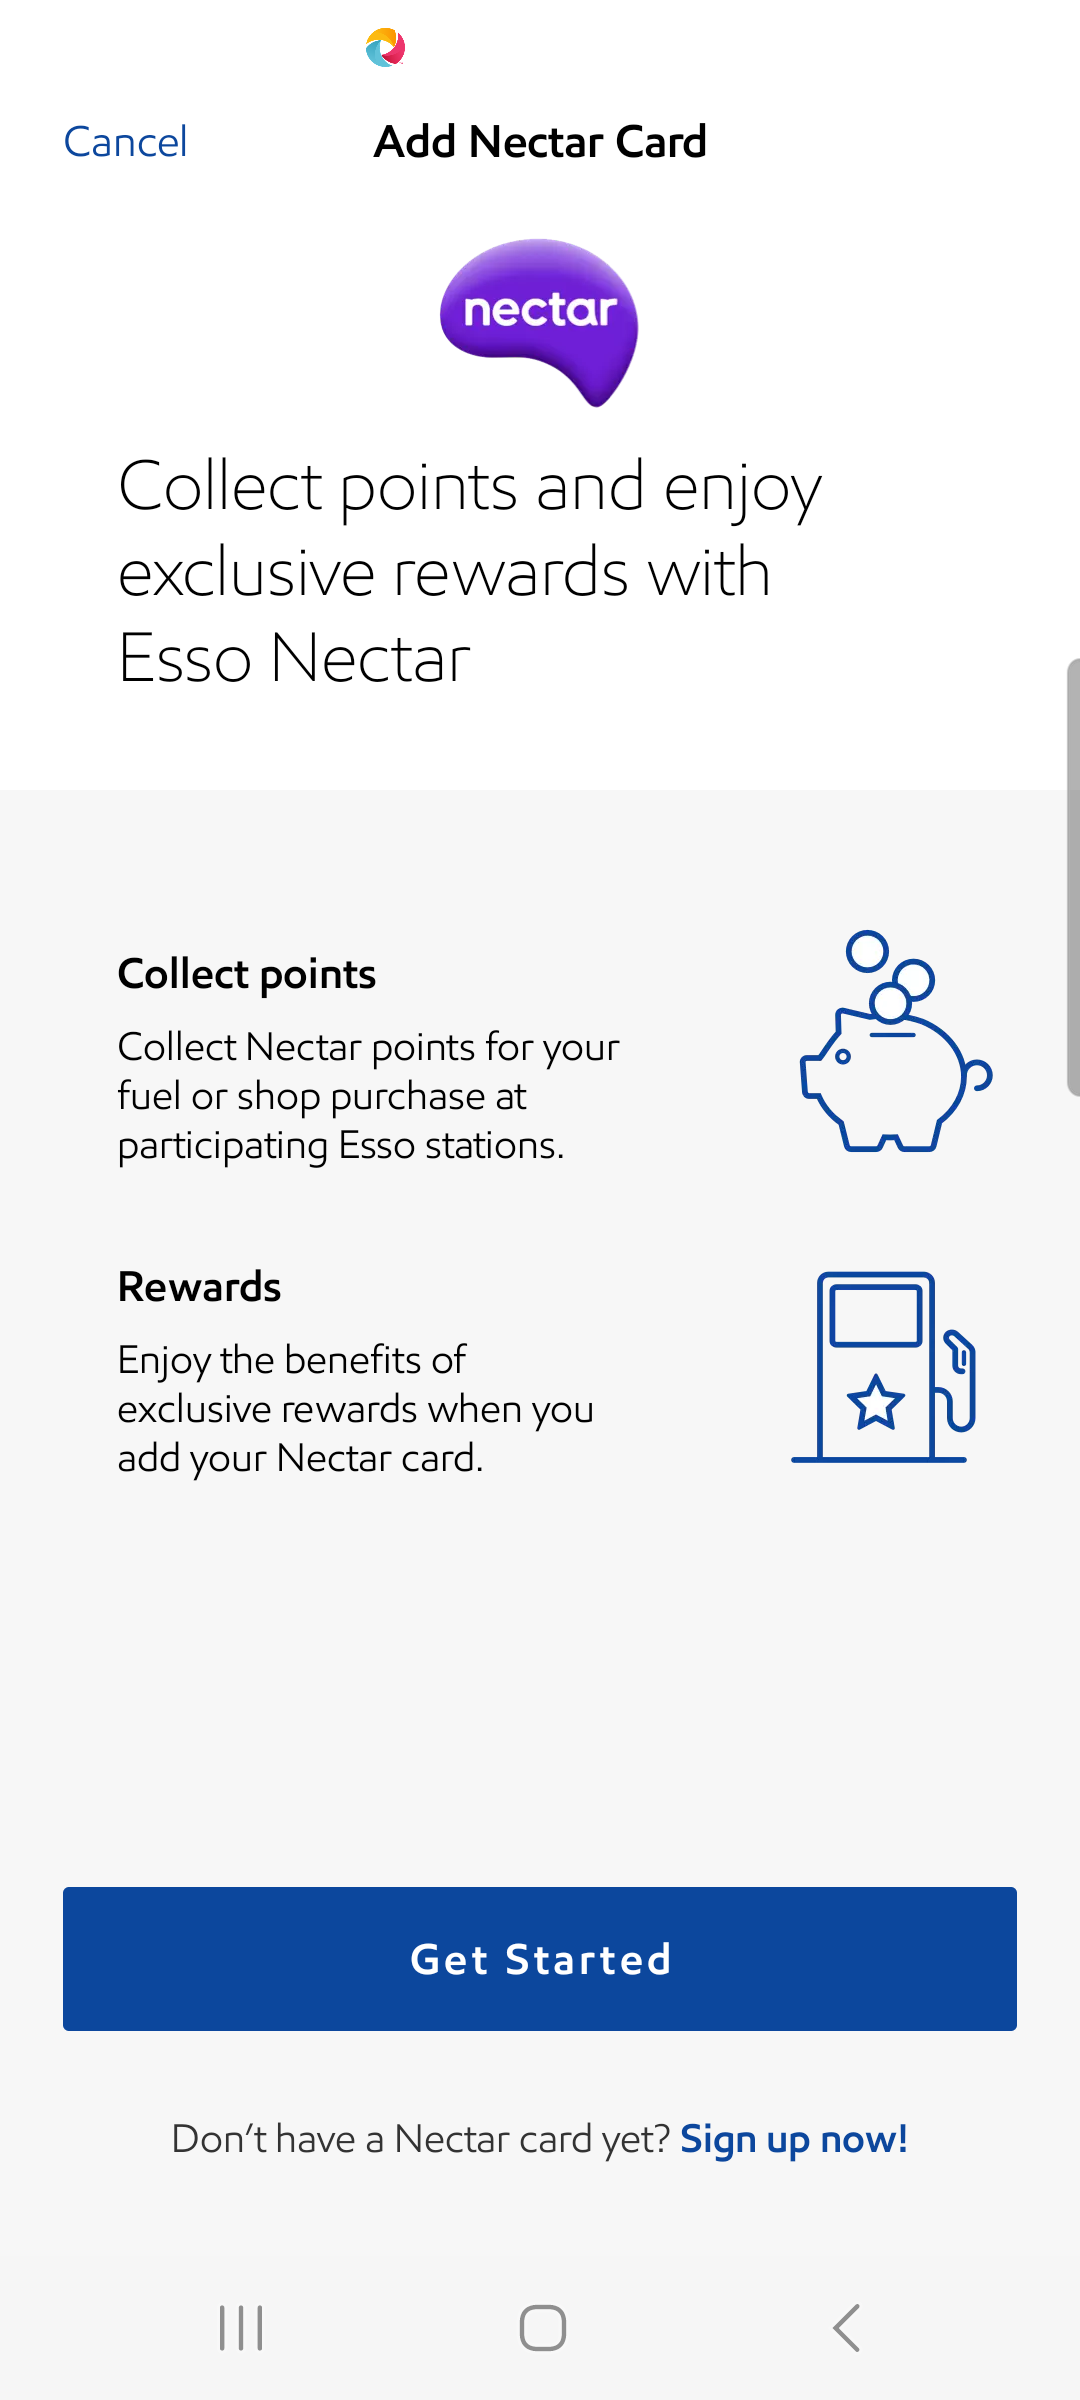 Cancel
Add Nectar Card
nectar
Collect points and enjoy
exclusive rewards with
Esso Nectar
Collect points
Collect Nectar points for your
fuel or shop purchase at
participating Esso stations.
Rewards
Enjoy the benefits of
exclusive rewards when you
add your Nectar card.
Get Started
Don't have a Nectar card yet? Sign up now!